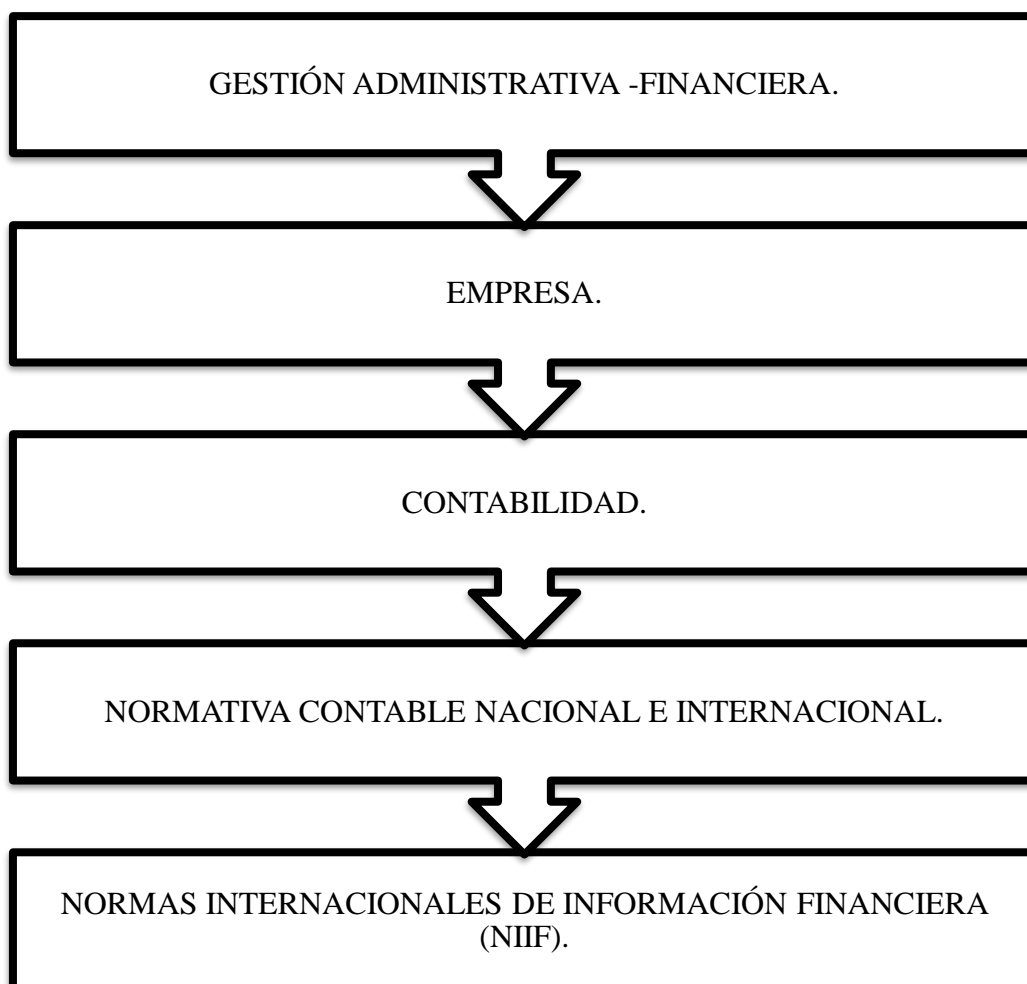 GESTIÓN ADMINISTRATIVA -FINANCIERA.
EMPRESA.
CONTABILIDAD.
NORMATIVA CONTABLE NACIONAL E INTERNACIONAL.
NORMAS INTERNACIONALES DE INFORMACIÓN FINANCIERA
(NIIF).